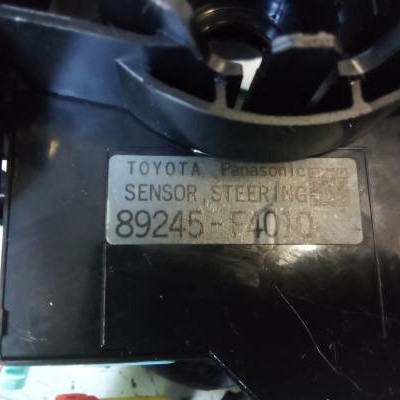 TOYOTA Panasonic
SENSOR, STEERING
89245-F4010